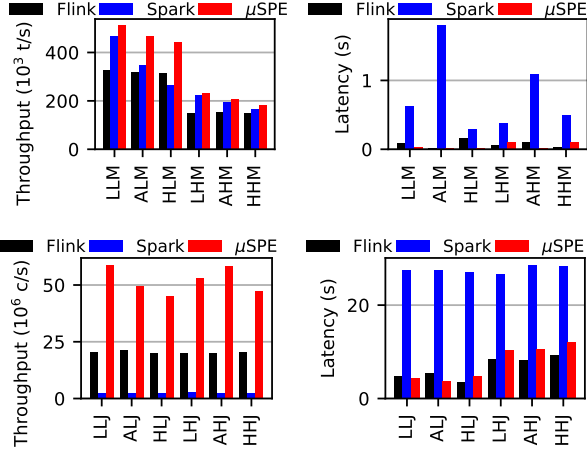 Flink Spark μSPE
Throughput (10³ t/s)
400
200
0
LLM ALM HLM LHM AHM HHM
Flink Spark μSPE
Latency (s)
1
0
LLM ALM HLM LHM AHM HHM
Flink Spark μSPE
Throughput (10⁶ c/s)
50
25
0
LLJ ALJ HLJ LHJ AHJ HHJ
Flink Spark μSPE
Latency (s)
20
0
LLJ ALJ HLJ LHJ AHJ HHJ